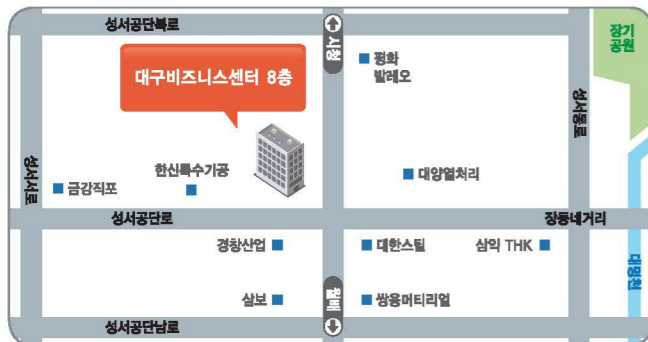 성서공단북로
시청
장기
공원
평화
발레오
대구비즈니스센터 8층
성서동로
성서서로
한신특수기공
대양열처리
금강직포
성서공단로
장동네거리
경창산업
대한스틸
삼익 THK
대명천
월배
삼보
쌍용머티리얼
성서공단남로